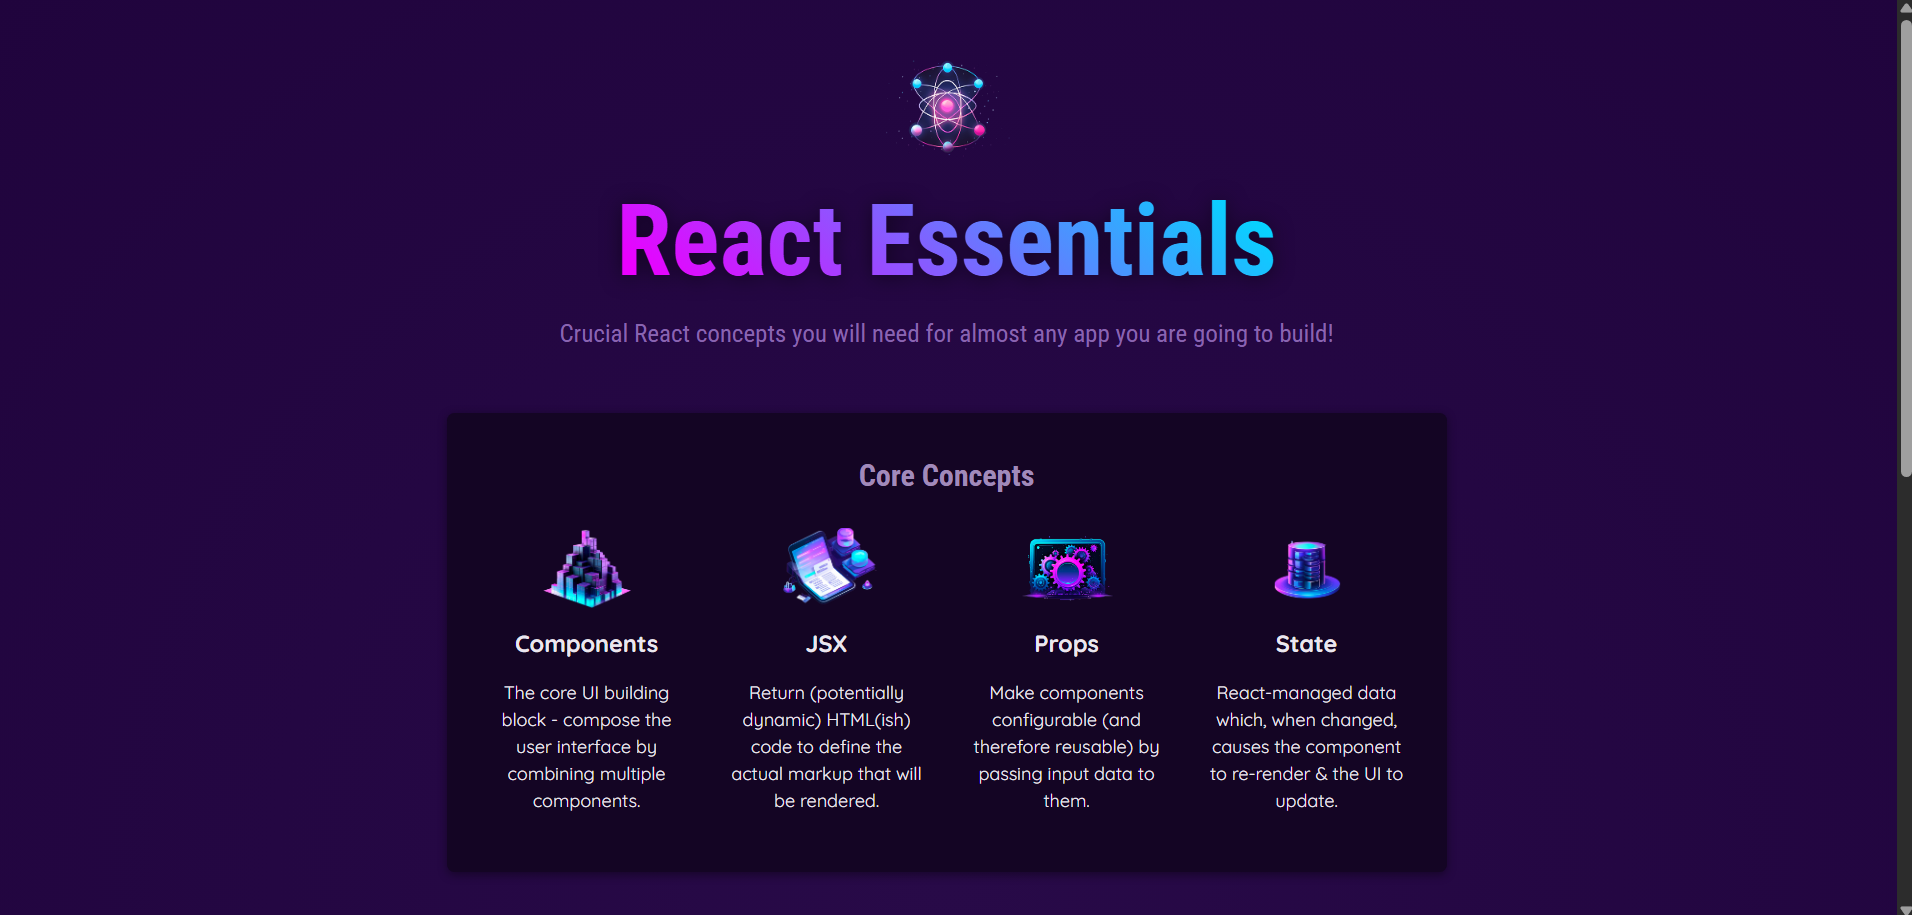 React Essentials
Crucial React concepts you will need for almost any app you are going to build!
Core Concepts
Components
The core UI building
block - compose the
user interface by
combining multiple
components.
JSX
Return (potentially
dynamic) HTML(ish)
code to define the
actual markup that will
be rendered.
Props
Make components
configurable (and
therefore reusable) by
passing input data to
them.
State
React-managed data
which, when changed,
causes the component
to re-render & the UI to
update.